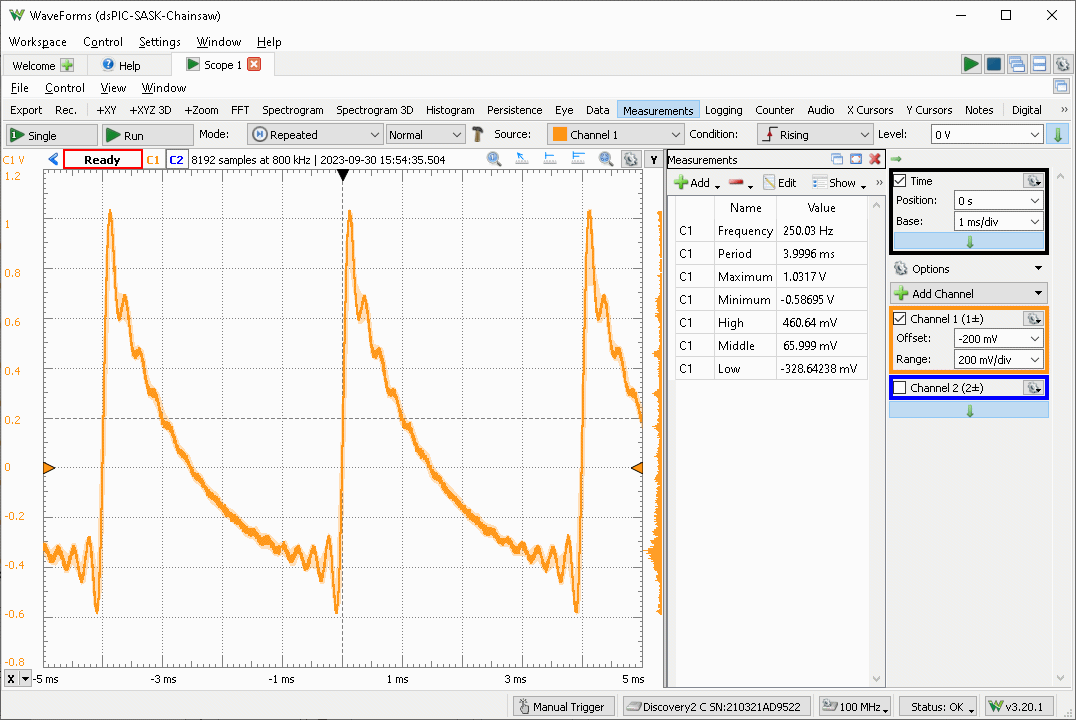 WaveForms (dsPIC-SASK-Chainsaw)
Workspace Control Settings Window Help
Welcome Help Scope 1
File Control View Window
Export Rec. +XY +XYZ 3D +Zoom FFT Spectrogram Spectrogram 3D Histogram Persistence Eye Data Measurements Logging Counter Audio X Cursors Y Cursors Notes Digital »
Single Run Mode: Repeated Normal Source: Channel 1 Condition: Rising Level: 0 V
C1 V Ready C1 C2 8192 samples at 800 kHz | 2023-09-30 15:54:35.504 Y
1.2
1
0.8
0.6
0.4
0.2
0
-0.2
-0.4
-0.6
-0.8
X -5 ms -3 ms -1 ms 1 ms 3 ms 5 ms
Measurements
Add Edit Show »
Name Value
C1 Frequency 250.03 Hz
C1 Period 3.9996 ms
C1 Maximum 1.0317 V
C1 Minimum -0.58695 V
C1 High 460.64 mV
C1 Middle 65.999 mV
C1 Low -328.64238 mV
Time
Position: 0 s
Base: 1 ms/div
Options
Add Channel
Channel 1 (1±)
Offset: -200 mV
Range: 200 mV/div
Channel 2 (2±)
Manual Trigger Discovery2 C SN:210321AD9522 100 MHz Status: OK v3.20.1